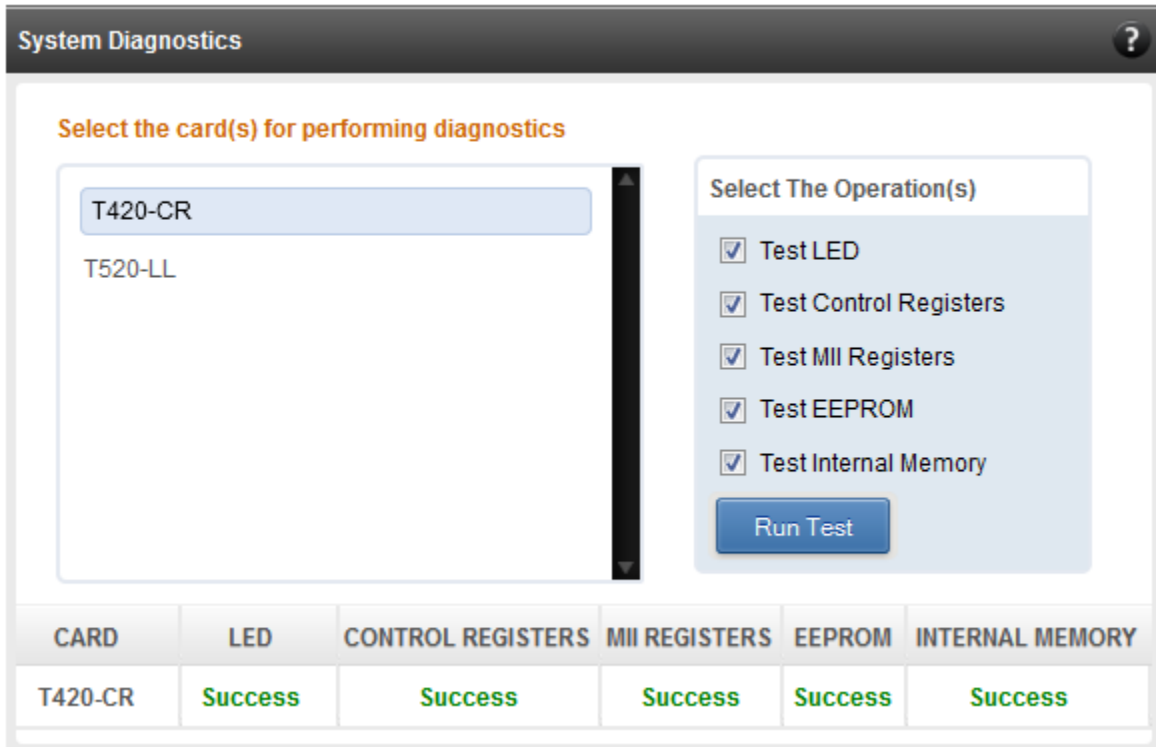 System Diagnostics ?
Select the card(s) for performing diagnostics
T420-CR
T520-LL
Select The Operation(s)
Test LED
Test Control Registers
Test MII Registers
Test EEPROM
Test Internal Memory
Run Test
CARD LED CONTROL REGISTERS MII REGISTERS EEPROM INTERNAL MEMORY
T420-CR Success Success Success Success Success